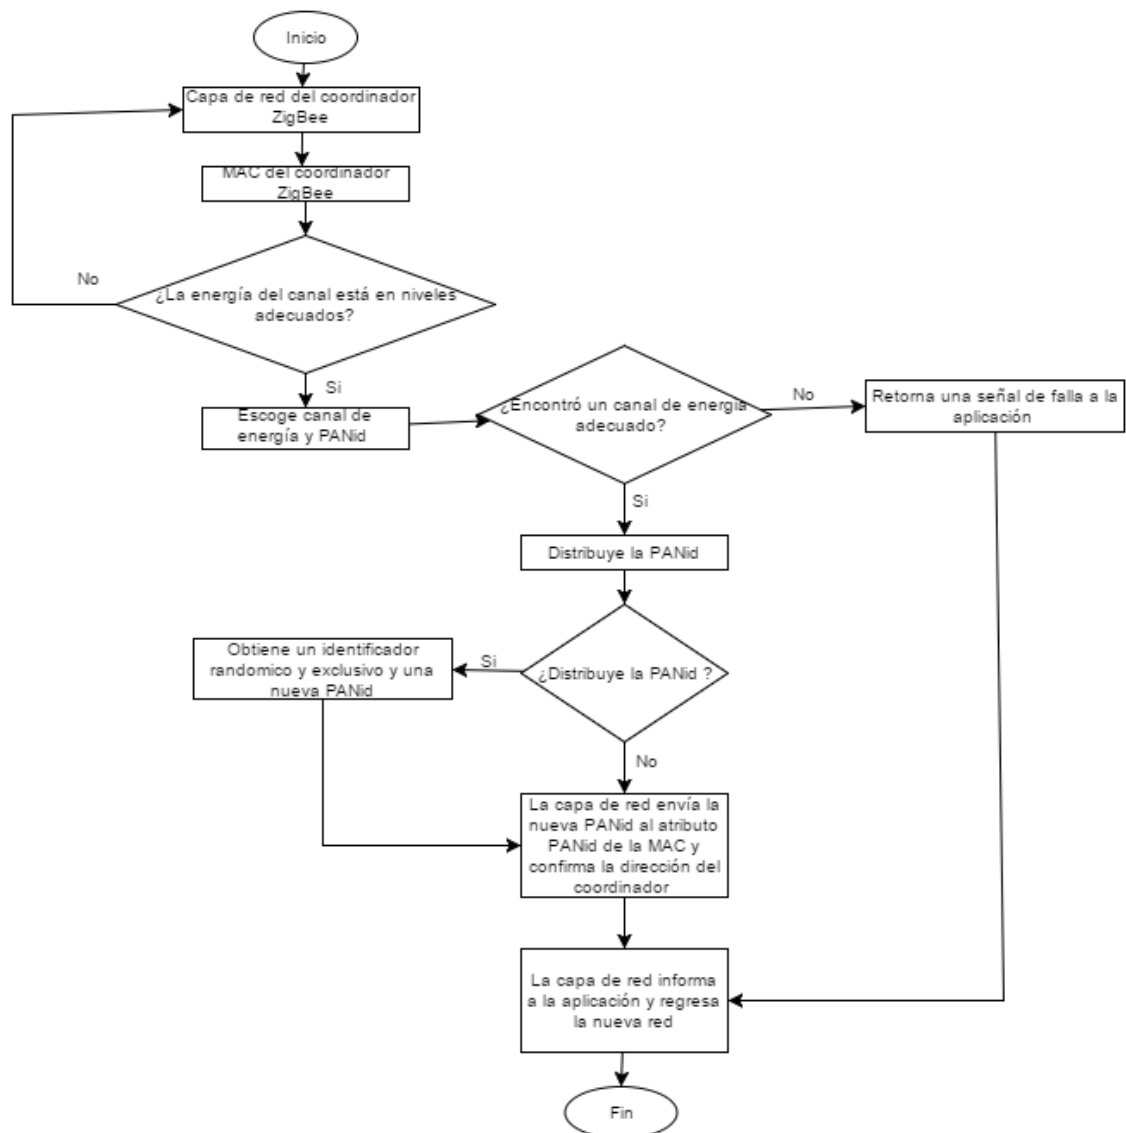 Inicio
Capa de red del coordinador
ZigBee
MAC del coordinador
ZigBee
No
¿La energía del canal está en niveles
adecuados?
Si
Escoge canal de
energía y PANid
¿Encontró un canal de energía
adecuado?
No
Retorna una señal de falla a la
aplicación
Si
Distribuye la PANid
¿Distribuye la PANid ?
Si
Obtiene un identificador
randomico y exclusivo y una
nueva PANid
No
La capa de red envía la
nueva PANid al atributo
PANid de la MAC y
confirma la dirección del
coordinador
La capa de red informa
a la aplicación y regresa
la nueva red
Fin